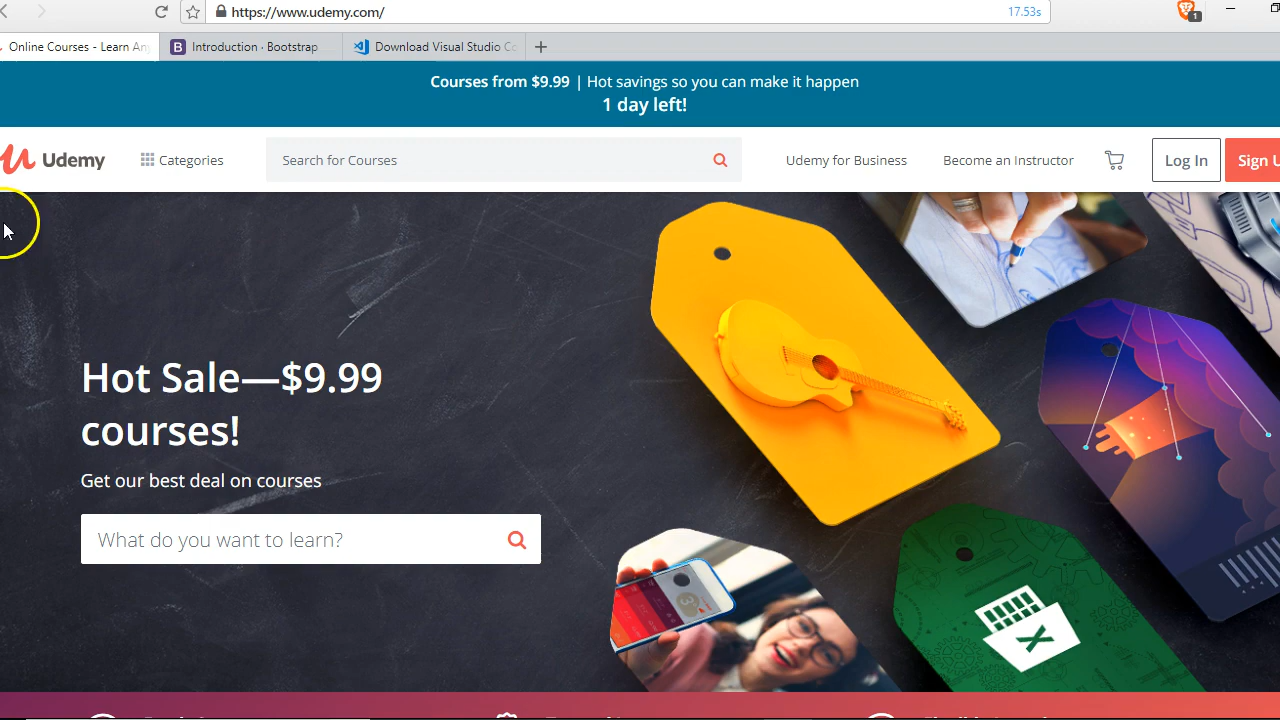 https://www.udemy.com/
17.53s
1
Online Courses - Learn Any
Introduction · Bootstrap
Download Visual Studio Co
Courses from $9.99 | Hot savings so you can make it happen
1 day left!
Udemy
Categories
Search for Courses
Udemy for Business
Become an Instructor
Log In
Sign U
Hot Sale—$9.99
courses!
Get our best deal on courses
What do you want to learn?